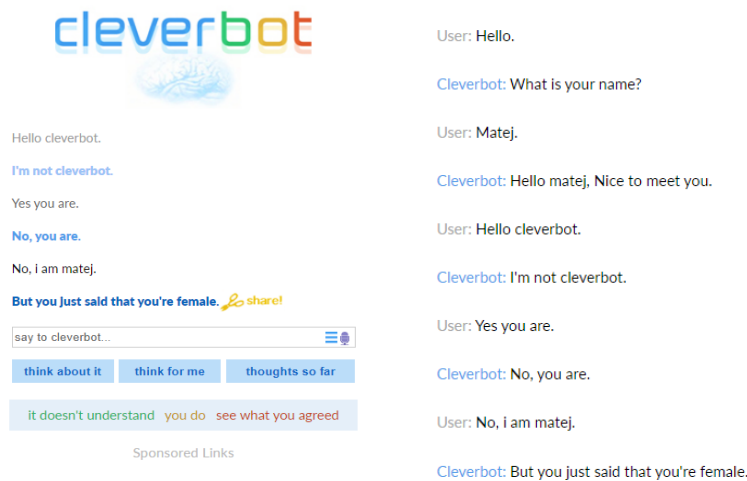 cleverbot
Hello cleverbot.
I'm not cleverbot.
Yes you are.
No, you are.
No, i am matej.
But you just said that you're female. share!
say to cleverbot...
think about it think for me thoughts so far
it doesn't understand you do see what you agreed
Sponsored Links
User: Hello.
Cleverbot: What is your name?
User: Matej.
Cleverbot: Hello matej, Nice to meet you.
User: Hello cleverbot.
Cleverbot: I'm not cleverbot.
User: Yes you are.
Cleverbot: No, you are.
User: No, i am matej.
Cleverbot: But you just said that you're female.